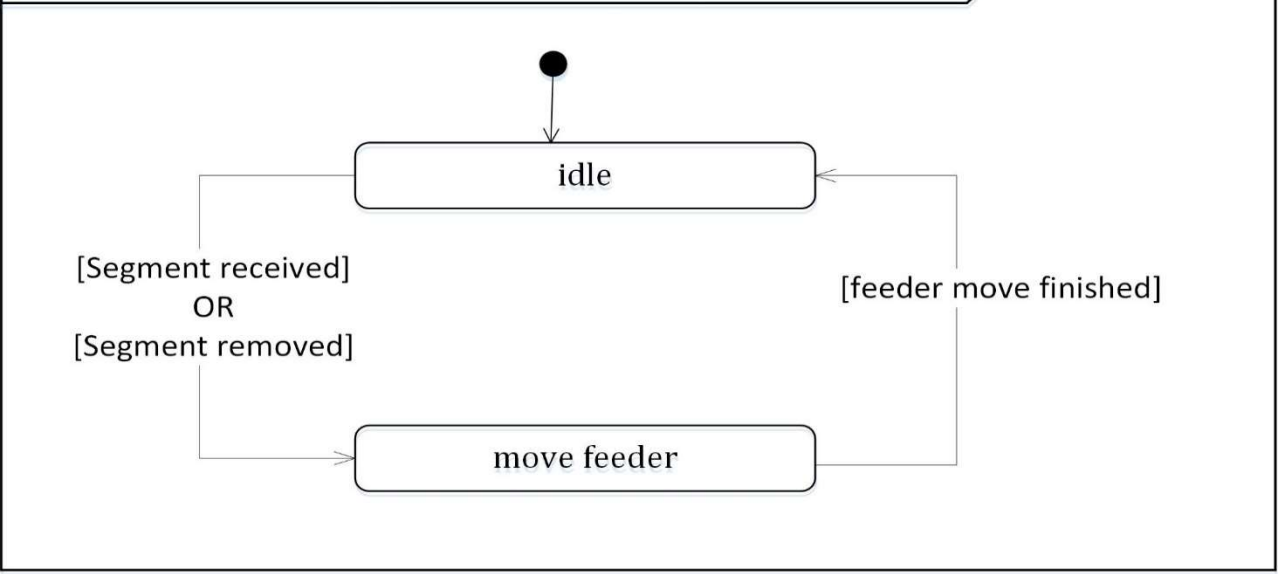 idle
[Segment received]
OR
[Segment removed]
[feeder move finished]
move feeder